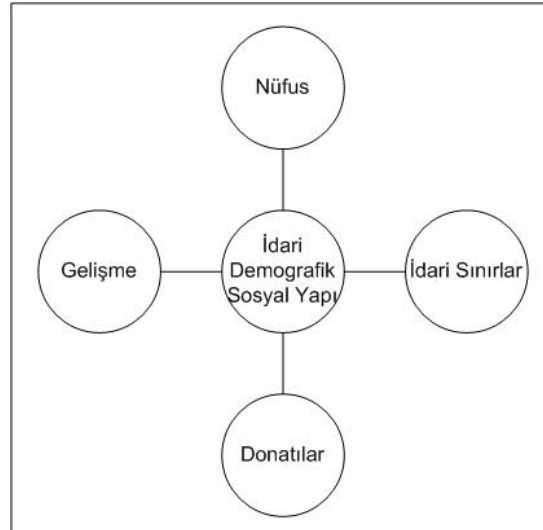 Nüfus
Gelişme
İdari
Demografik
Sosyal Yapı
İdari Sınırlar
Donatılar